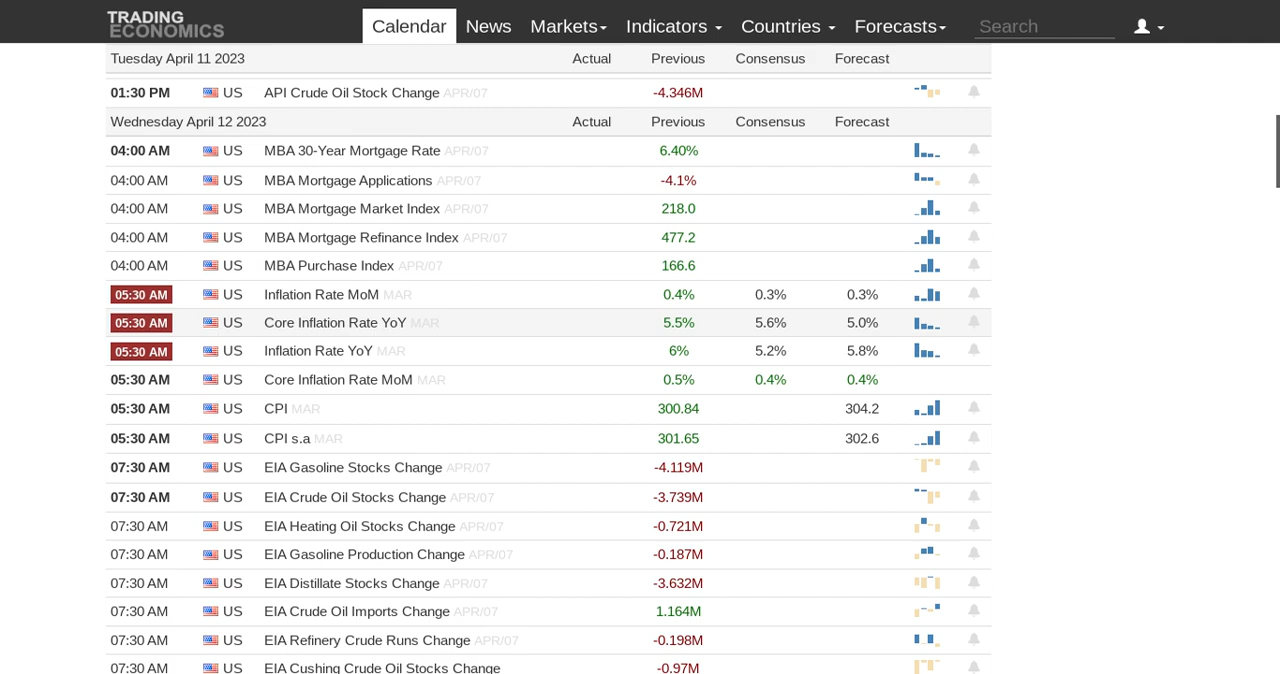 TRADING ECONOMICS Calendar News Markets Indicators Countries Forecasts Search
Tuesday April 11 2023 Actual Previous Consensus Forecast
01:30 PM US API Crude Oil Stock Change APR/07 -4.346M
Wednesday April 12 2023 Actual Previous Consensus Forecast
04:00 AM US MBA 30-Year Mortgage Rate APR/07 6.40%
04:00 AM US MBA Mortgage Applications APR/07 -4.1%
04:00 AM US MBA Mortgage Market Index APR/07 218.0
04:00 AM US MBA Mortgage Refinance Index APR/07 477.2
04:00 AM US MBA Purchase Index APR/07 166.6
05:30 AM US Inflation Rate MoM MAR 0.4% 0.3% 0.3%
05:30 AM US Core Inflation Rate YoY MAR 5.5% 5.6% 5.0%
05:30 AM US Inflation Rate YoY MAR 6% 5.2% 5.8%
05:30 AM US Core Inflation Rate MoM MAR 0.5% 0.4% 0.4%
05:30 AM US CPI MAR 300.84 304.2
05:30 AM US CPI s.a MAR 301.65 302.6
07:30 AM US EIA Gasoline Stocks Change APR/07 -4.119M
07:30 AM US EIA Crude Oil Stocks Change APR/07 -3.739M
07:30 AM US EIA Heating Oil Stocks Change APR/07 -0.721M
07:30 AM US EIA Gasoline Production Change APR/07 -0.187M
07:30 AM US EIA Distillate Stocks Change APR/07 -3.632M
07:30 AM US EIA Crude Oil Imports Change APR/07 1.164M
07:30 AM US EIA Refinery Crude Runs Change APR/07 -0.198M
07:30 AM US EIA Cushing Crude Oil Stocks Change -0.97M